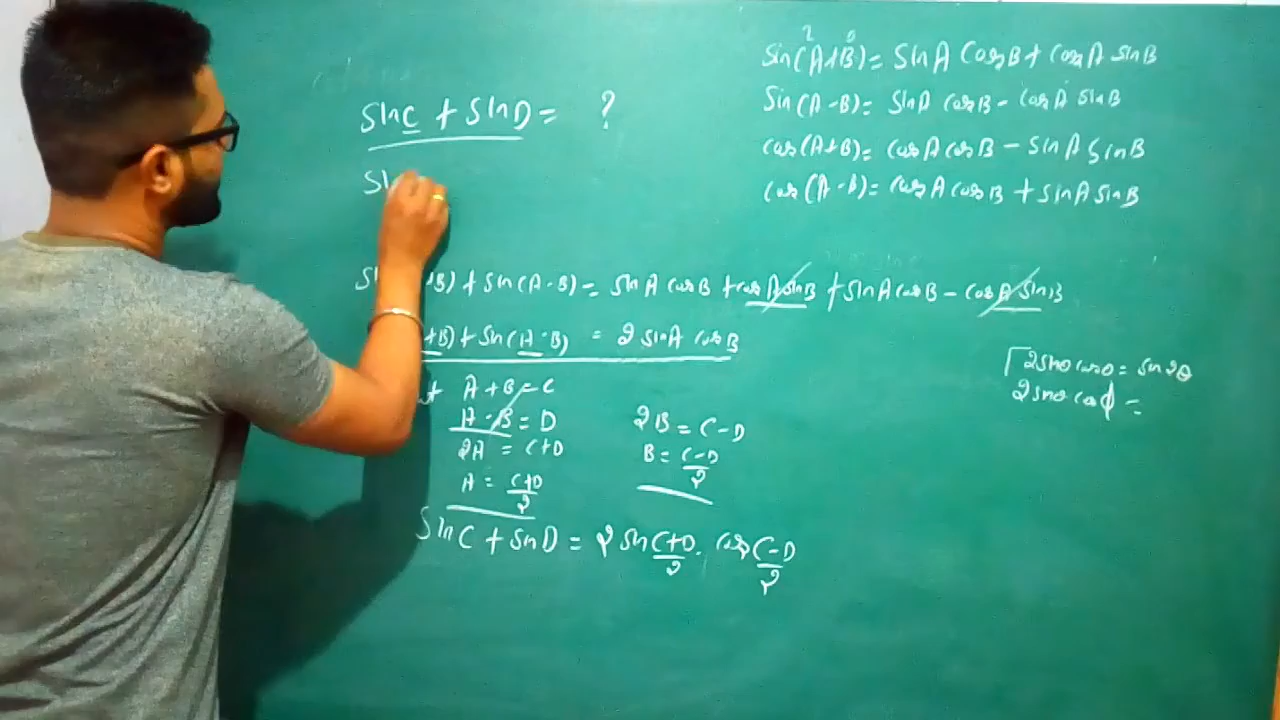 sinC + sinD = ?
Si
sin(A+B) = sinA cosB + cosA sinB
sin(A-B) = sinA cosB - cosA sinB
cos(A+B) = cosA cosB - sinA sinB
cos(A-B) = cosA cosB + sinA sinB
+B) + sin(A-B) = sinA cosB + cosA sinB + sinA cosB - cosA sinB
+B) + sin(A-B) = 2 sinA cosB
A+B = C
A-B = D
2A = C+D
A = C+D/2
2B = C-D
B = C-D/2
sinC + sinD = 2 sin C+D/2 . cos C-D/2
2sinθ cosθ = sin2θ
2sinθ cosϕ =